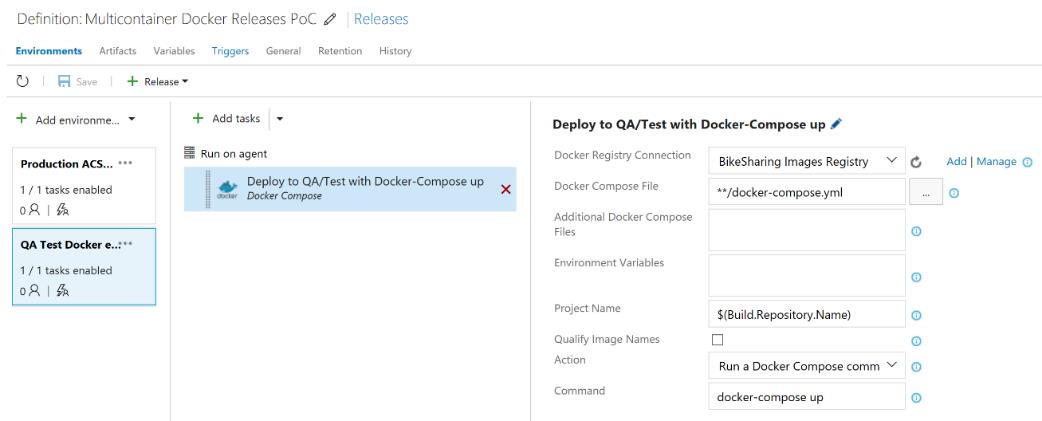 Definition: Multicontainer Docker Releases PoC | Releases
Environments Artifacts Variables Triggers General Retention History
Save | + Release
+ Add environme...
+ Add tasks
Production ACS... •••
1 / 1 tasks enabled
0
QA Test Docker e...•••
1 / 1 tasks enabled
0
Run on agent
Deploy to QA/Test with Docker-Compose up
docker
Docker Compose
Deploy to QA/Test with Docker-Compose up
Docker Registry Connection
BikeSharing Images Registry
Add | Manage
Docker Compose File
**/docker-compose.yml
...
Additional Docker Compose
Files
Environment Variables
Project Name
$(Build.Repository.Name)
Qualify Image Names
Action
Run a Docker Compose comm
Command
docker-compose up